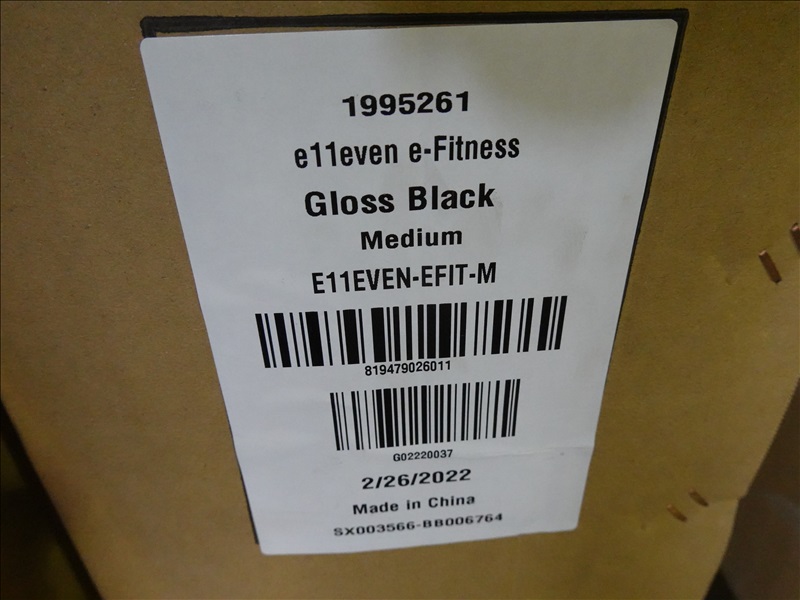 1995261
e11even e-Fitness
Gloss Black
Medium
E11EVEN-EFIT-M
819479026011
G02220037
2/26/2022
Made in China
SX003566-BB006764